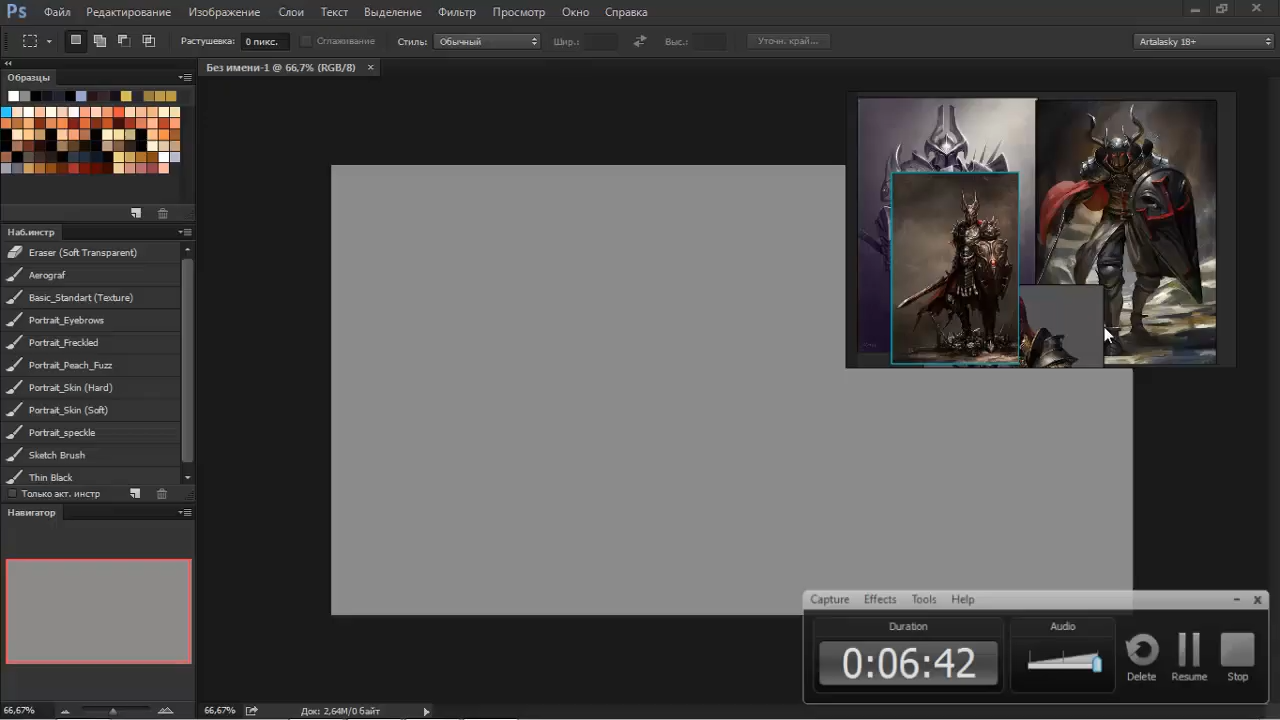 Ps Файл Редактирование Изображение Слои Текст Выделение Фильтр Просмотр Окно Справка
Растушевка: 0 пикс. Сглаживание Стиль: Обычный Шир.: Выс.: Уточн. край... Artalasky 18+
Образцы
Без имени-1 @ 66,7% (RGB/8) ×
Наб.инстр
Eraser (Soft Transparent)
Aerograf
Basic_Standart (Texture)
Portrait_Eyebrows
Portrait_Freckled
Portrait_Peach_Fuzz
Portrait_Skin (Hard)
Portrait_Skin (Soft)
Portrait_speckle
Sketch Brush
Thin Black
Только акт. инстр
Навигатор
Capture Effects Tools Help
Duration
Audio
0:06:42
Delete Resume Stop
66,67%
66,67% Док: 2,64M/0 байт